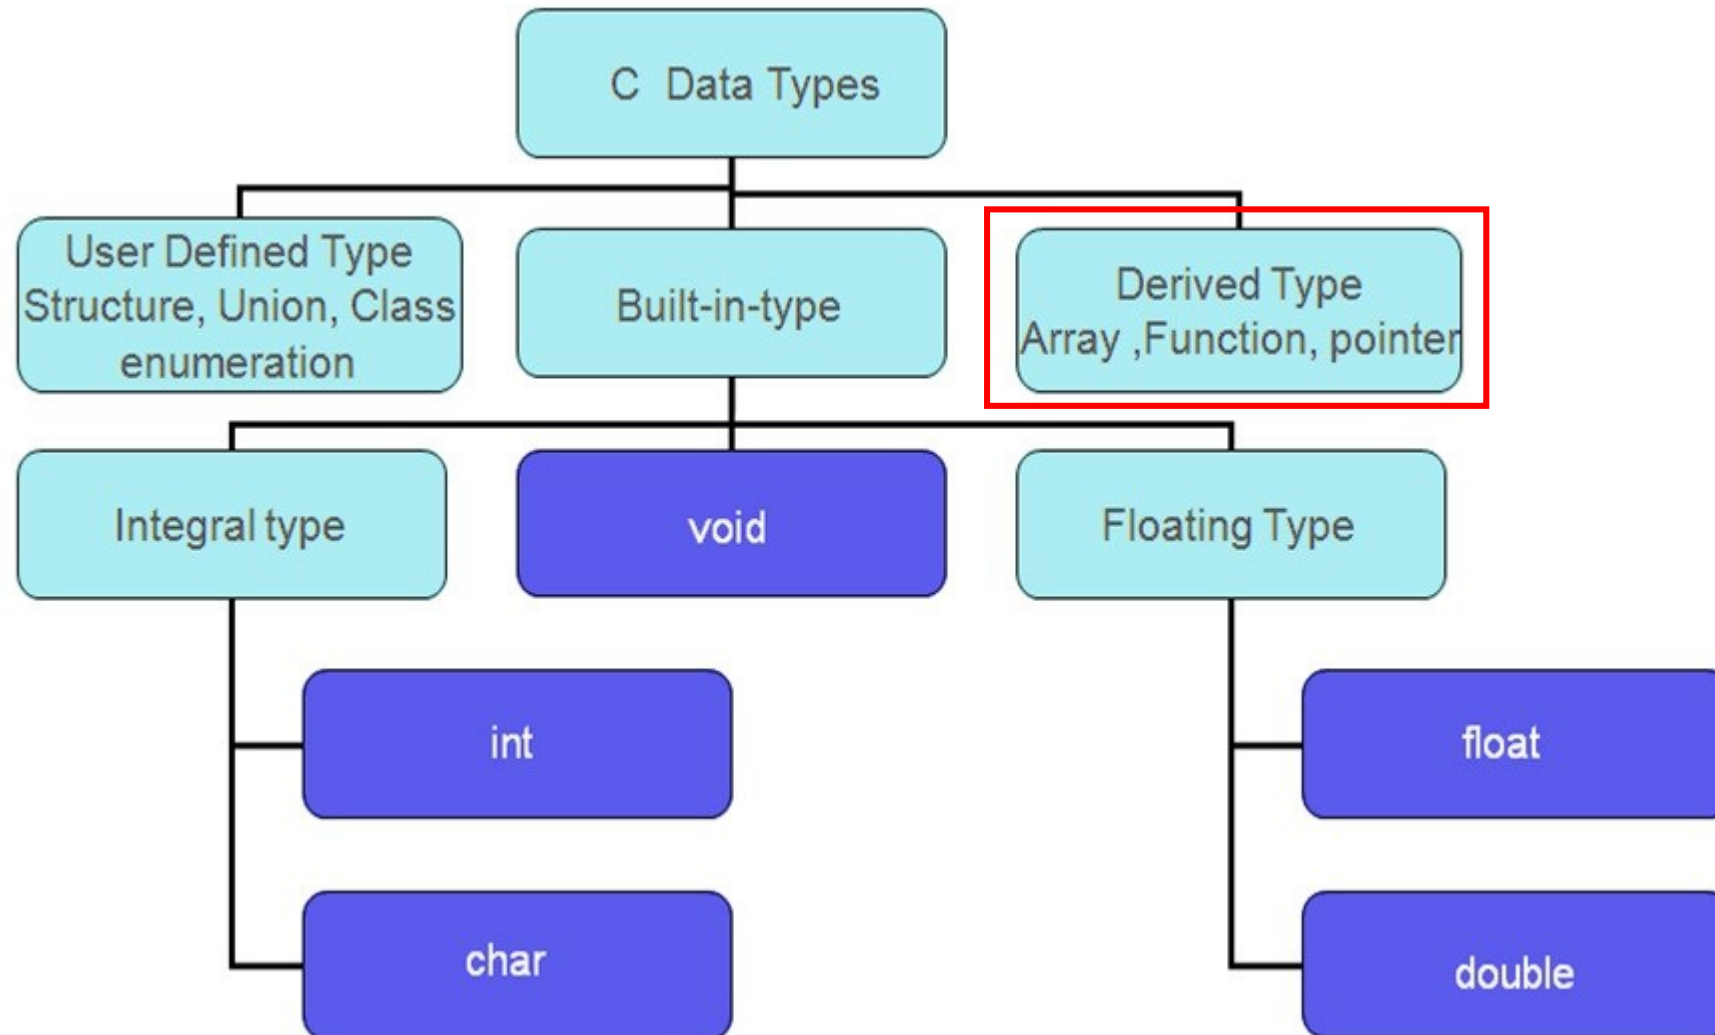 C Data Types
User Defined Type
Structure, Union, Class
enumeration
Built-in-type
Derived Type
Array ,Function, pointer
Integral type
void
Floating Type
int
float
char
double